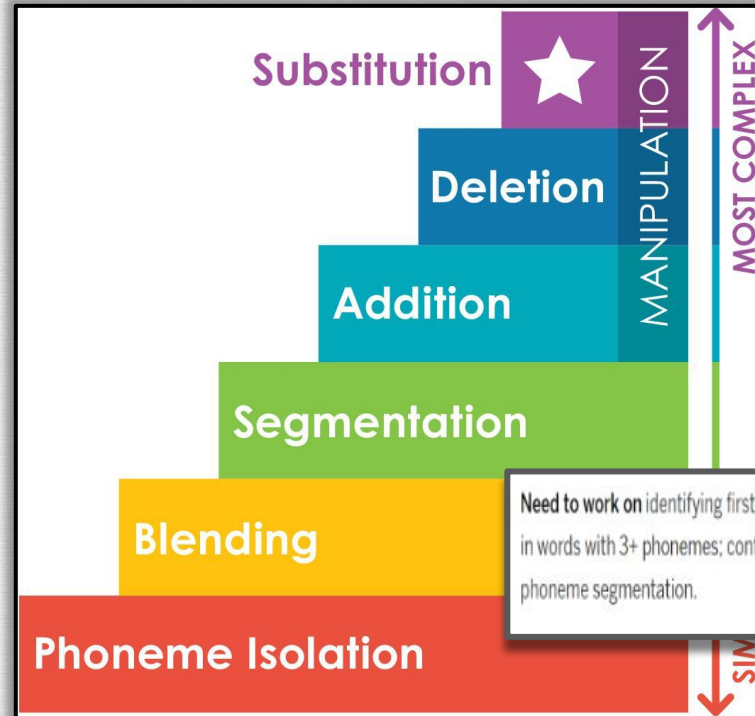 Substitution
MANIPULATION
MOST COMPLEX
Deletion
Addition
Segmentation
Blending
Need to work on identifying first
in words with 3+ phonemes;
phoneme segmentation.
Phoneme Isolation